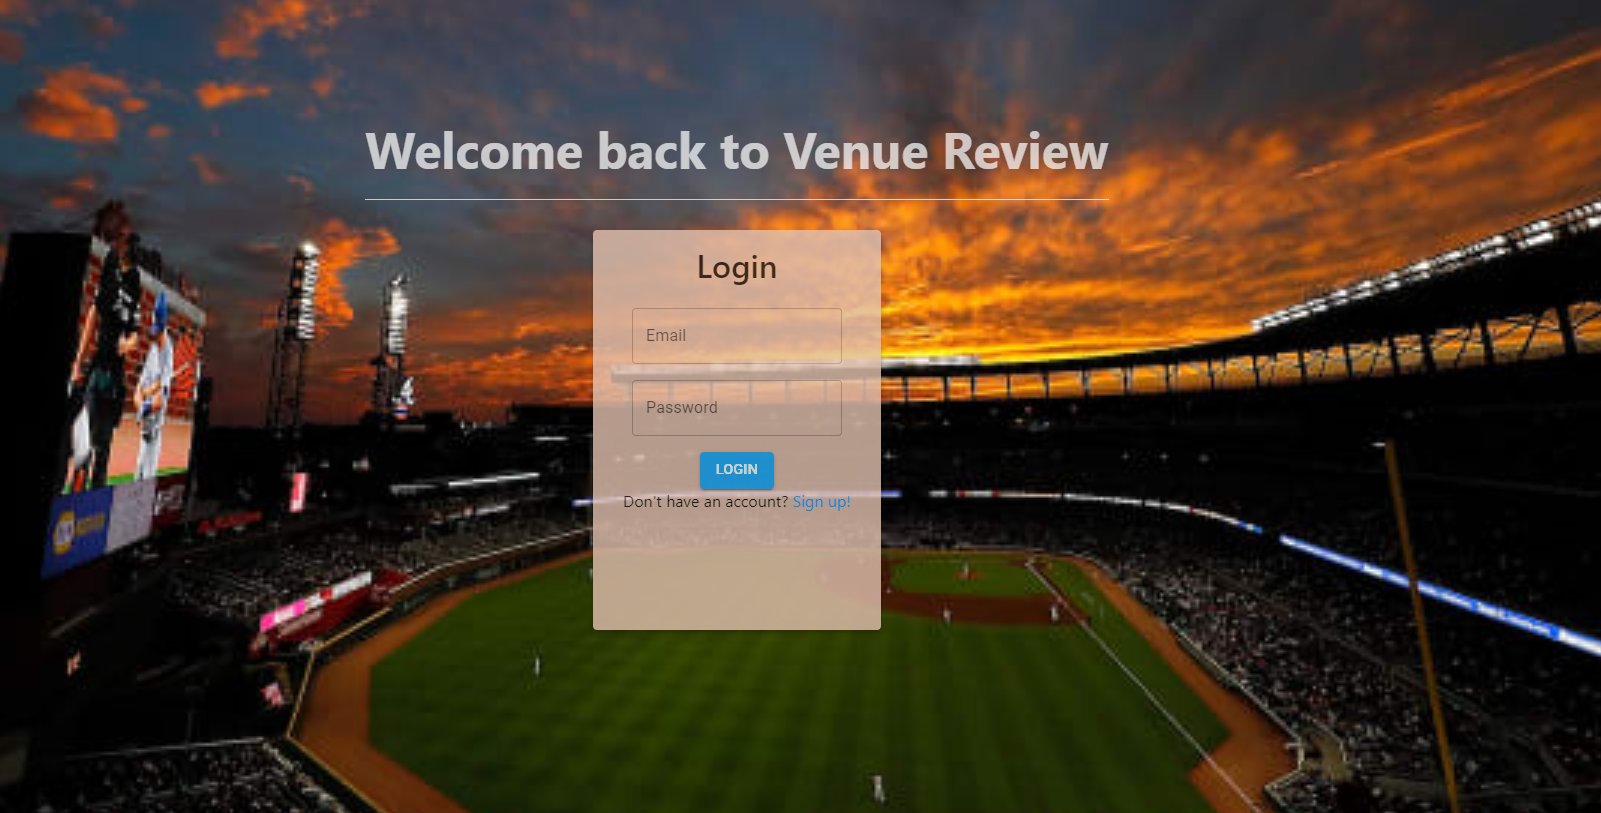 Welcome back to Venue Review
Login
Email
Password
LOGIN
Don't have an account? Sign up!